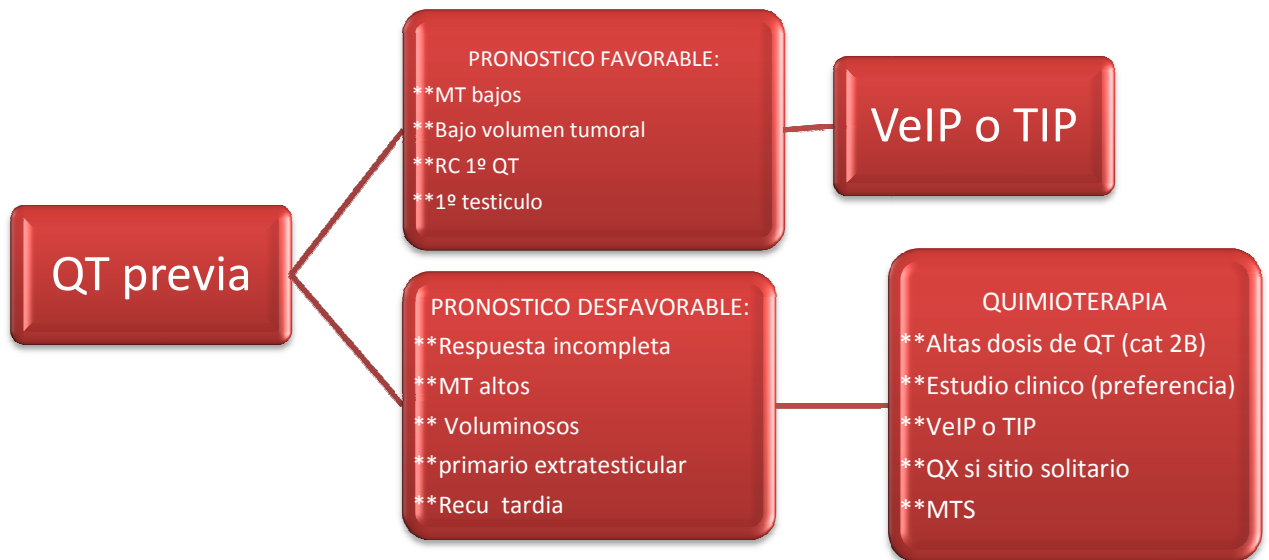 QT previa
PRONOSTICO FAVORABLE:
**MT bajos
**Bajo volumen tumoral
**RC 1º QT
**1º testiculo
VeIP o TIP
PRONOSTICO DESFAVORABLE:
**Respuesta incompleta
**MT altos
** Voluminosos
**primario extratesticular
**Recu tardia
QUIMIOTERAPIA
**Altas dosis de QT (cat 2B)
**Estudio clinico (preferencia)
**VeIP o TIP
**QX si sitio solitario
**MTS